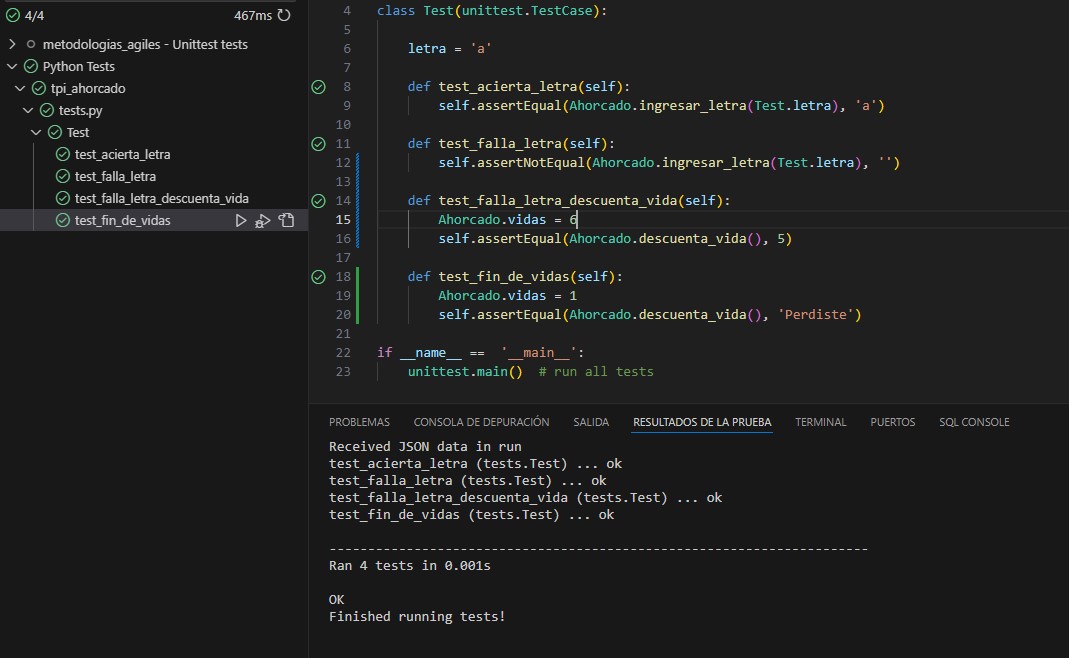 4/4 467ms
metodologias_agiles - Unittest tests
Python Tests
tpi_ahorcado
tests.py
Test
test_acierta_letra
test_falla_letra
test_falla_letra_descuenta_vida
test_fin_de_vidas
4 class Test(unittest.TestCase):
5
6 letra = 'a'
7
8 def test_acierta_letra(self):
9 self.assertEqual(Ahorcado.ingresar_letra(Test.letra), 'a')
10
11 def test_falla_letra(self):
12 self.assertNotEqual(Ahorcado.ingresar_letra(Test.letra), '')
13
14 def test_falla_letra_descuenta_vida(self):
15 Ahorcado.vidas = 6
16 self.assertEqual(Ahorcado.descuenta_vida(), 5)
17
18 def test_fin_de_vidas(self):
19 Ahorcado.vidas = 1
20 self.assertEqual(Ahorcado.descuenta_vida(), 'Perdiste')
21
22 if __name__ == '__main__':
23 unittest.main() # run all tests
PROBLEMAS CONSOLA DE DEPURACIÓN SALIDA RESULTADOS DE LA PRUEBA TERMINAL PUERTOS SQL CONSOLE
Received JSON data in run
test_acierta_letra (tests.Test) ... ok
test_falla_letra (tests.Test) ... ok
test_falla_letra_descuenta_vida (tests.Test) ... ok
test_fin_de_vidas (tests.Test) ... ok
----------------------------------------------------------------------
Ran 4 tests in 0.001s
OK
Finished running tests!